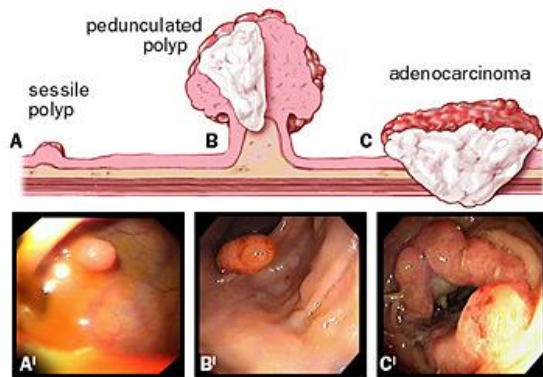 pedunculated
polyp
sessile
polyp
adenocarcinoma
A
B
C
A'
B'
C'